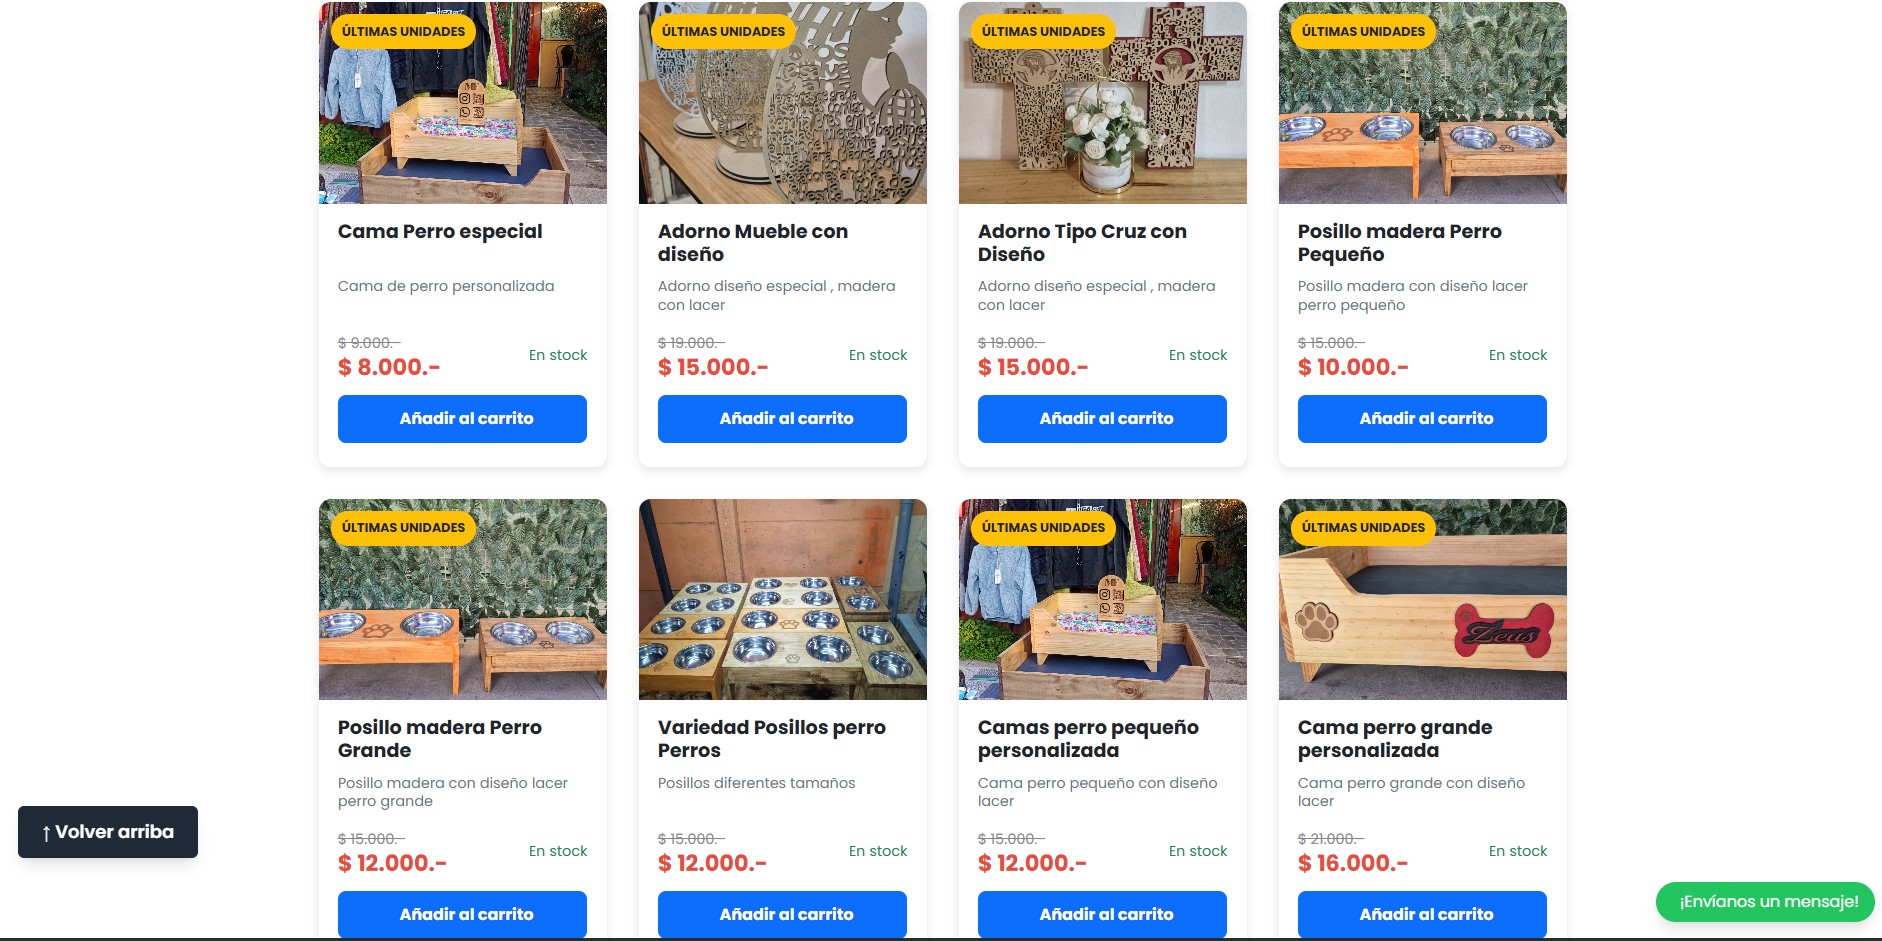 ÚLTIMAS UNIDADES
ÚLTIMAS UNIDADES
ÚLTIMAS UNIDADES
ÚLTIMAS UNIDADES
Cama Perro especial
Cama de perro personalizada
$ 9.000.-
$ 8.000.-
En stock
Añadir al carrito
Adorno Mueble con
diseño
Adorno diseño especial , madera
con lacer
$ 19.000.-
$ 15.000.-
En stock
Añadir al carrito
Adorno Tipo Cruz con
Diseño
Adorno diseño especial , madera
con lacer
$ 19.000.-
$ 15.000.-
En stock
Añadir al carrito
Posillo madera Perro
Pequeño
Posillo madera con diseño lacer
perro pequeño
$ 15.000.-
$ 10.000.-
En stock
Añadir al carrito
ÚLTIMAS UNIDADES
ÚLTIMAS UNIDADES
ÚLTIMAS UNIDADES
Zeus
Posillo madera Perro
Grande
Posillo madera con diseño lacer
perro grande
$ 15.000.-
$ 12.000.-
En stock
Añadir al carrito
Variedad Posillos perro
Perros
Posillos diferentes tamaños
$ 15.000.-
$ 12.000.-
En stock
Añadir al carrito
Camas perro pequeño
personalizada
Cama perro pequeño con diseño
lacer
$ 15.000.-
$ 12.000.-
En stock
Añadir al carrito
Cama perro grande
personalizada
Cama perro grande con diseño
lacer
$ 21.000.-
$ 16.000.-
En stock
Añadir al carrito
↑ Volver arriba
¡Envíanos un mensaje!